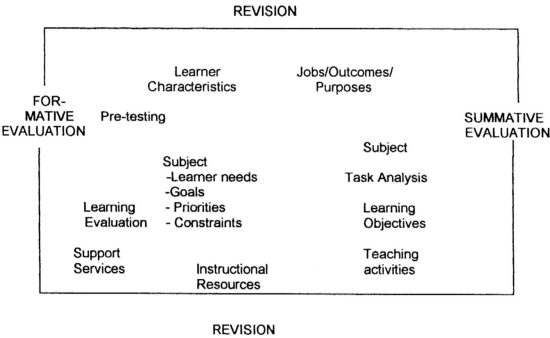 REVISION
Learner Jobs/Outcomes/
Characteristics Purposes
FOR-
MATIVE Pre-testing SUMMATIVE
EVALUATION EVALUATION
Subject
Subject
-Learner needs Task Analysis
-Goals
Learning - Priorities Learning
Evaluation - Constraints Objectives
Support Teaching
Services Instructional activities
Resources
REVISION